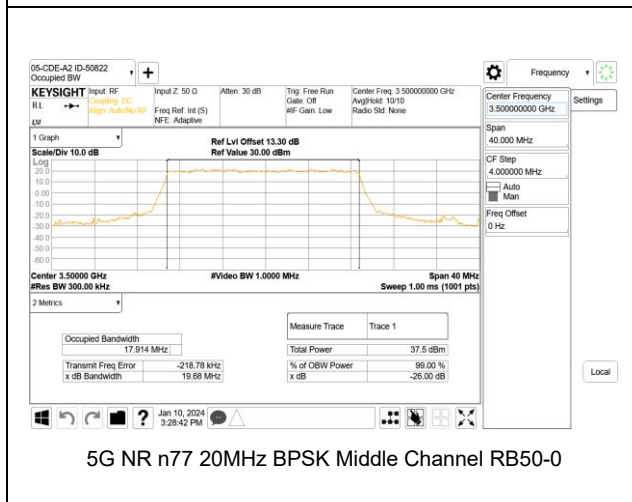 05-CDE-A2 ID-50822
Occupied BW
▾
+
Frequency
▾
KEYSIGHT
RL
LXI
Input: RF
Coupling: DC
Align: Auto/No RF
Input Z: 50 Ω
Freq Ref: Int (S)
NFE: Adaptive
Atten: 30 dB
Trig: Free Run
Gate: Off
#IF Gain: Low
Center Freq: 3.500000000 GHz
Avg|Hold: 10/10
Radio Std: None
Center Frequency
3.500000000 GHz
Settings
Span
40.000 MHz
CF Step
4.000000 MHz
Auto
Man
Freq Offset
0 Hz
Local
1 Graph
▾
Scale/Div 10.0 dB
Ref Lvl Offset 13.30 dB
Ref Value 30.00 dBm
Log
20.0
10.0
0.00
-10.0
-20.0
-30.0
-40.0
-50.0
-60.0
Center 3.50000 GHz
#Video BW 1.0000 MHz
Span 40 MHz
#Res BW 300.00 kHz
Sweep 1.00 ms (1001 pts)
2 Metrics
▾
Measure Trace
Trace 1
Occupied Bandwidth
17.914 MHz
Total Power
37.5 dBm
Transmit Freq Error
-218.78 kHz
% of OBW Power
99.00 %
x dB Bandwidth
19.68 MHz
x dB
-26.00 dB
?
Jan 10, 2024
3:28:42 PM
5G NR n77 20MHz BPSK Middle Channel RB50-0